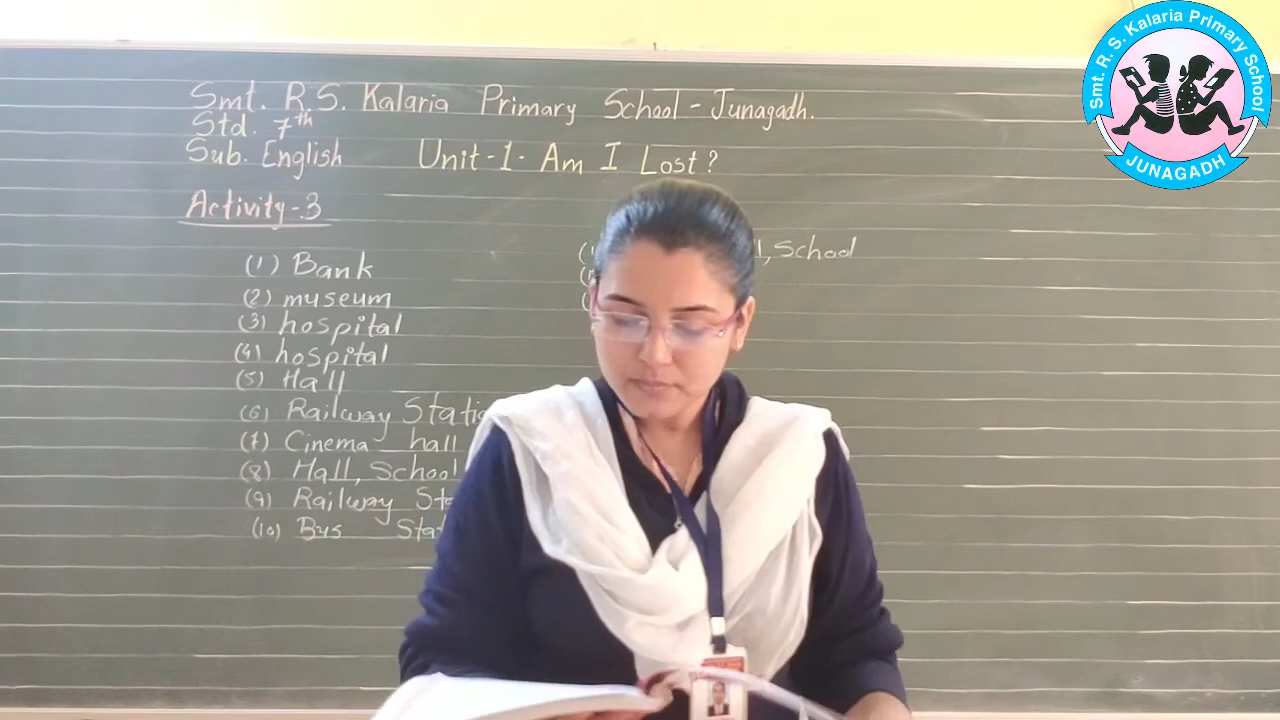 Smt. R. S. Kalaria Primary School
JUNAGADH
Smt. R.S. Kalaria Primary School - Junagadh.
Std. 7th
Sub. English Unit-1- Am I Lost?
Activity-3
(1) Bank
(2) museum
(3) hospital
(4) hospital
(5) Hall
(6) Railway
(7) Cinema hall
(8) Hall, School
(9) Railway
(10) Bus
, School